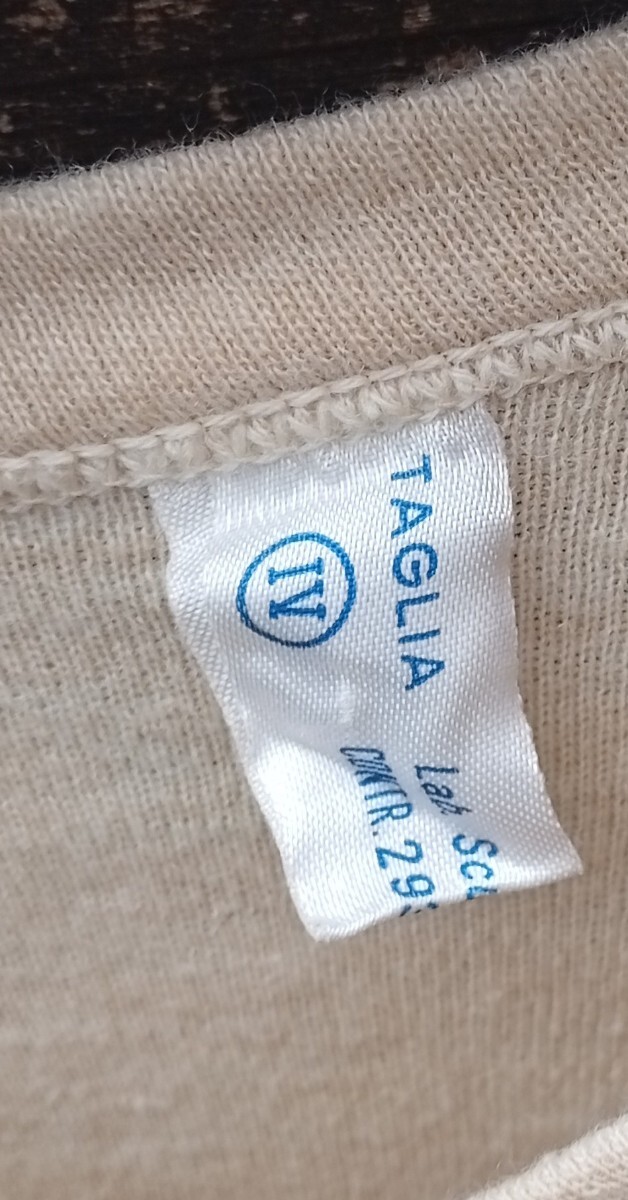 TAGLIA
IV
Lab.
CONTR. 29